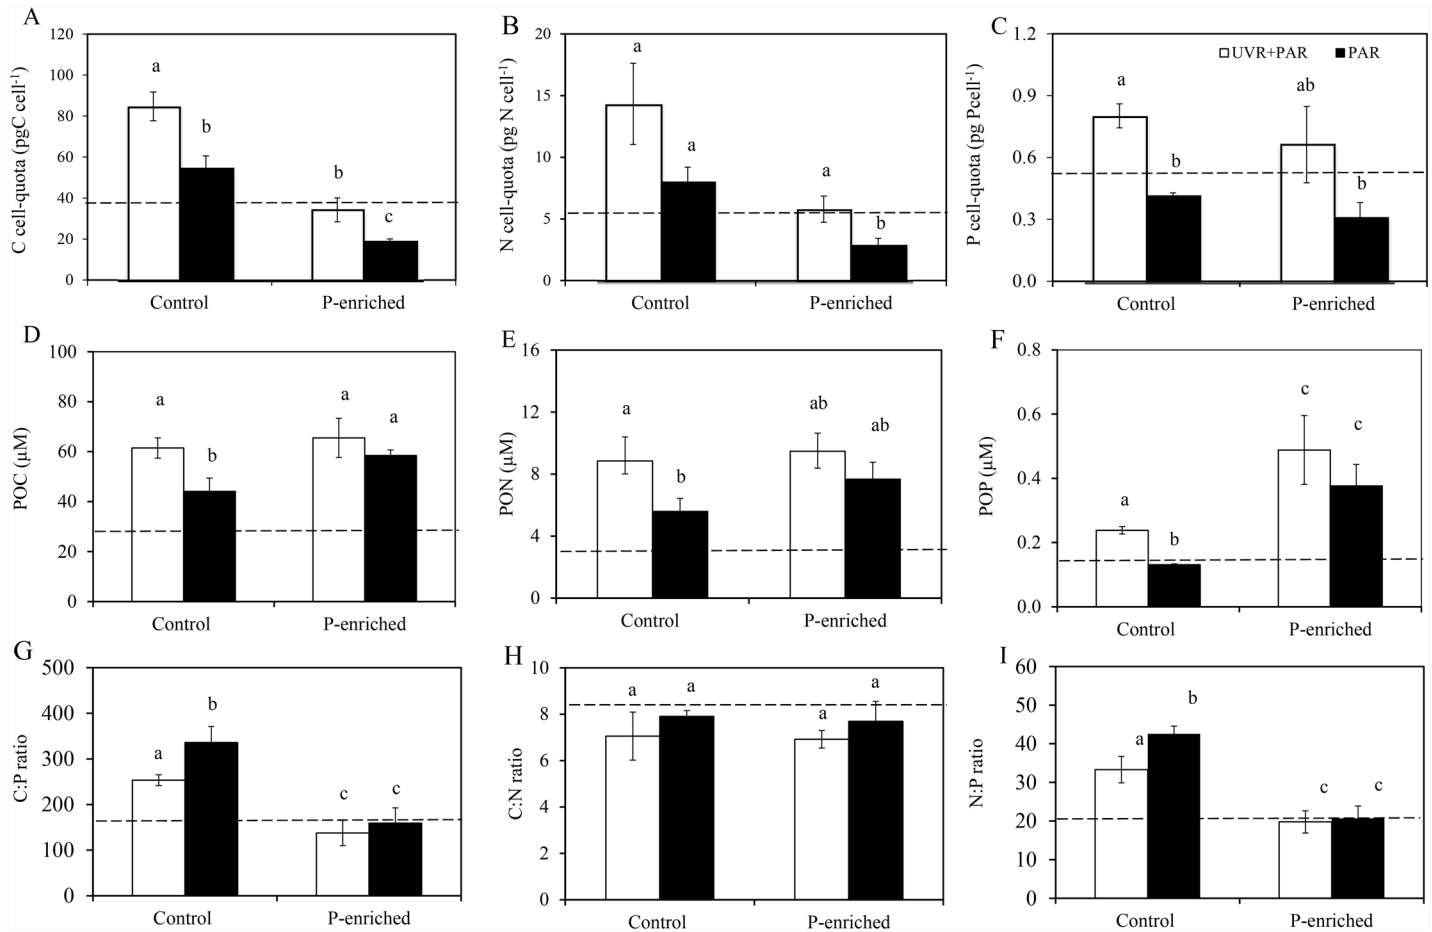 A
C cell-quota (pgC cell-1)
120
100
80
60
40
20
0
a
b
b
c
Control
P-enriched
B
N cell-quota (pg N cell-1)
20
15
10
5
0
a
a
a
b
Control
P-enriched
C
P cell-quota (pg Pcell-1)
1.2
0.9
0.6
0.3
0.0
UVR+PAR
PAR
a
b
ab
b
Control
P-enriched
D
POC (µM)
100
80
60
40
20
0
a
b
a
a
Control
P-enriched
E
PON (µM)
16
12
8
4
0
a
b
ab
ab
Control
P-enriched
F
POP (µM)
0.8
0.6
0.4
0.2
0.0
a
b
c
c
Control
P-enriched
G
C:P ratio
500
400
300
200
100
0
a
b
c
c
Control
P-enriched
H
C:N ratio
10
8
6
4
2
0
a
a
a
a
Control
P-enriched
I
N:P ratio
60
50
40
30
20
10
0
a
b
c
c
Control
P-enriched